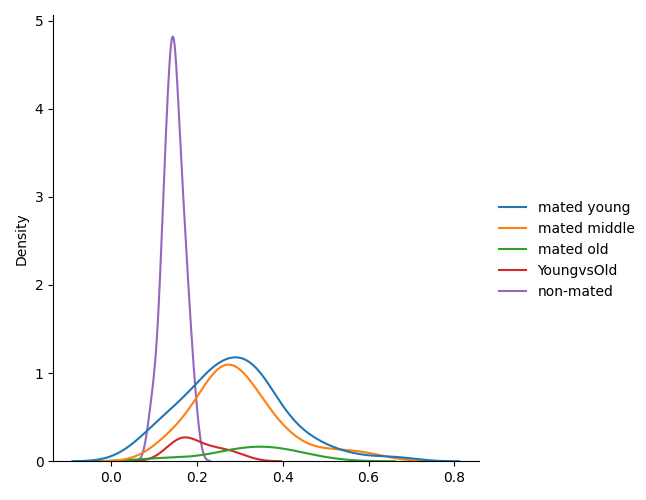 5
4
3
2
1
0
Density
0.0 0.2 0.4 0.6 0.8
mated young
mated middle
mated old
YoungvsOld
non-mated